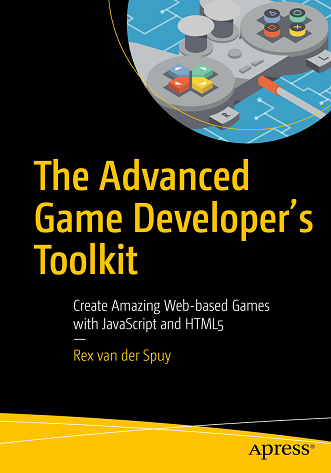 R
L
The Advanced
Game Developer's
Toolkit
Create Amazing Web-based Games
with JavaScript and HTML5
—
Rex van der Spuy
Apress®